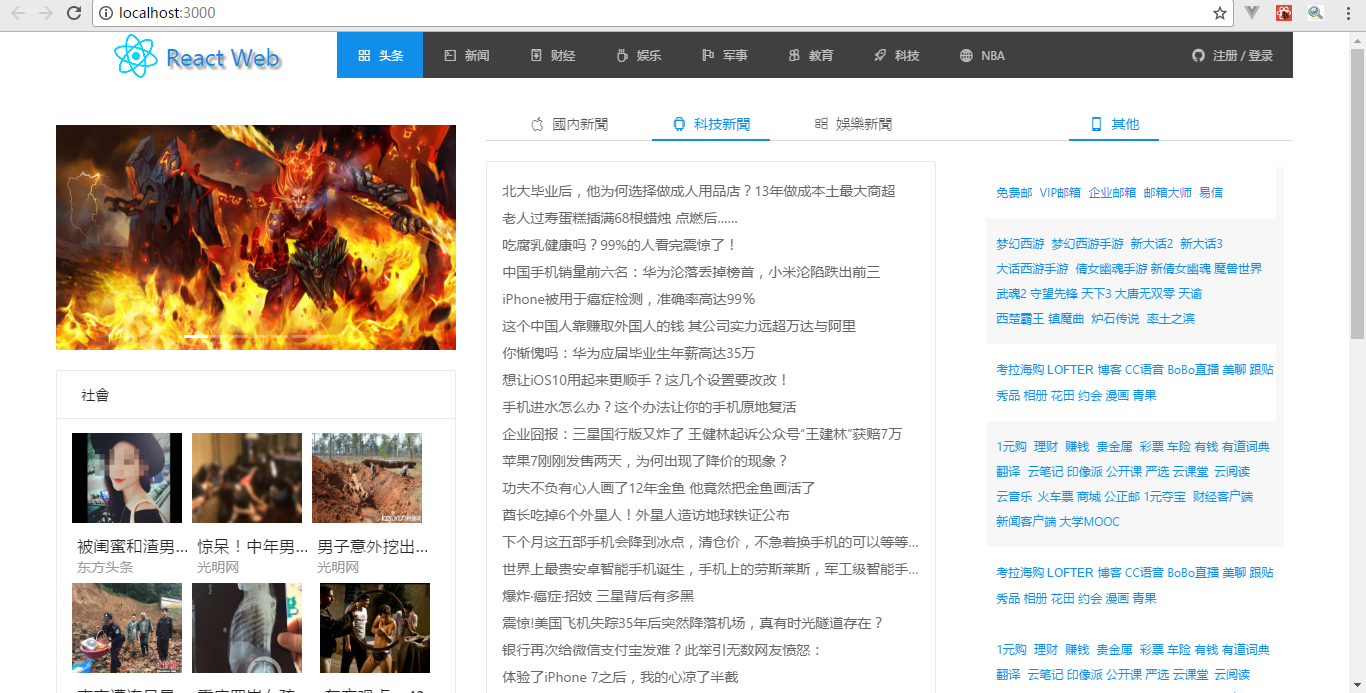 localhost:3000
React Web
头条 新闻 财经 娱乐 军事 教育 科技 NBA 注册 / 登录
國内新聞 科技新聞 娛樂新聞 其他
社會
被闺蜜和渣男... 惊呆！中年男... 男子意外挖出...
东方头条 光明网 光明网
北大毕业后，他为何选择做成人用品店？13年做成本土最大商超
老人过寿蛋糕插满68根蜡烛 点燃后……
吃腐乳健康吗？99%的人看完震惊了！
中国手机销量前六名：华为沦落丢掉榜首，小米沦陷跌出前三
iPhone被用于癌症检测，准确率高达99%
这个中国人靠赚取外国人的钱 其公司实力远超万达与阿里
你惭愧吗：华为应届毕业生年薪高达35万
想让iOS10用起来更顺手？这几个设置要改改！
手机进水怎么办？这个办法让你的手机原地复活
企业囧报：三星国行版又炸了 王健林起诉公众号“王建林”获赔7万
苹果7刚刚发售两天，为何出现了降价的现象？
功夫不负有心人画了12年金鱼 他竟然把金鱼画活了
酋长吃掉6个外星人！外星人造访地球铁证公布
下个月这五部手机会降到冰点，清仓价，不急着换手机的可以等等...
世界上最贵安卓智能手机诞生，手机上的劳斯莱斯，军工级智能手...
爆炸·癌症·招妓 三星背后有多黑
震惊!美国飞机失踪35年后突然降落机场，真有时光隧道存在？
银行再次给微信支付宝发难？此举引无数网友愤怒：
体验了iPhone 7之后，我的心凉了半截
免费邮 VIP邮箱 企业邮箱 邮箱大师 易信
梦幻西游 梦幻西游手游 新大话2 新大话3
大话西游手游 倩女幽魂手游 新倩女幽魂 魔兽世界
武魂2 守望先锋 天下3 大唐无双零 天谕
西楚霸王 镇魔曲 炉石传说 率土之滨
考拉海购 LOFTER 博客 CC语音 BoBo直播 美聊 跟贴
秀品 相册 花田 约会 漫画 青果
1元购 理财 赚钱 贵金属 彩票 车险 有钱 有道词典
翻译 云笔记 印像派 公开课 严选 云课堂 云阅读
云音乐 火车票 商城 公正邮 1元夺宝 财经客户端
新闻客户端 大学MOOC
考拉海购 LOFTER 博客 CC语音 BoBo直播 美聊 跟贴
秀品 相册 花田 约会 漫画 青果
1元购 理财 赚钱 贵金属 彩票 车险 有钱 有道词典
翻译 云笔记 印像派 公开课 严选 云课堂 云阅读